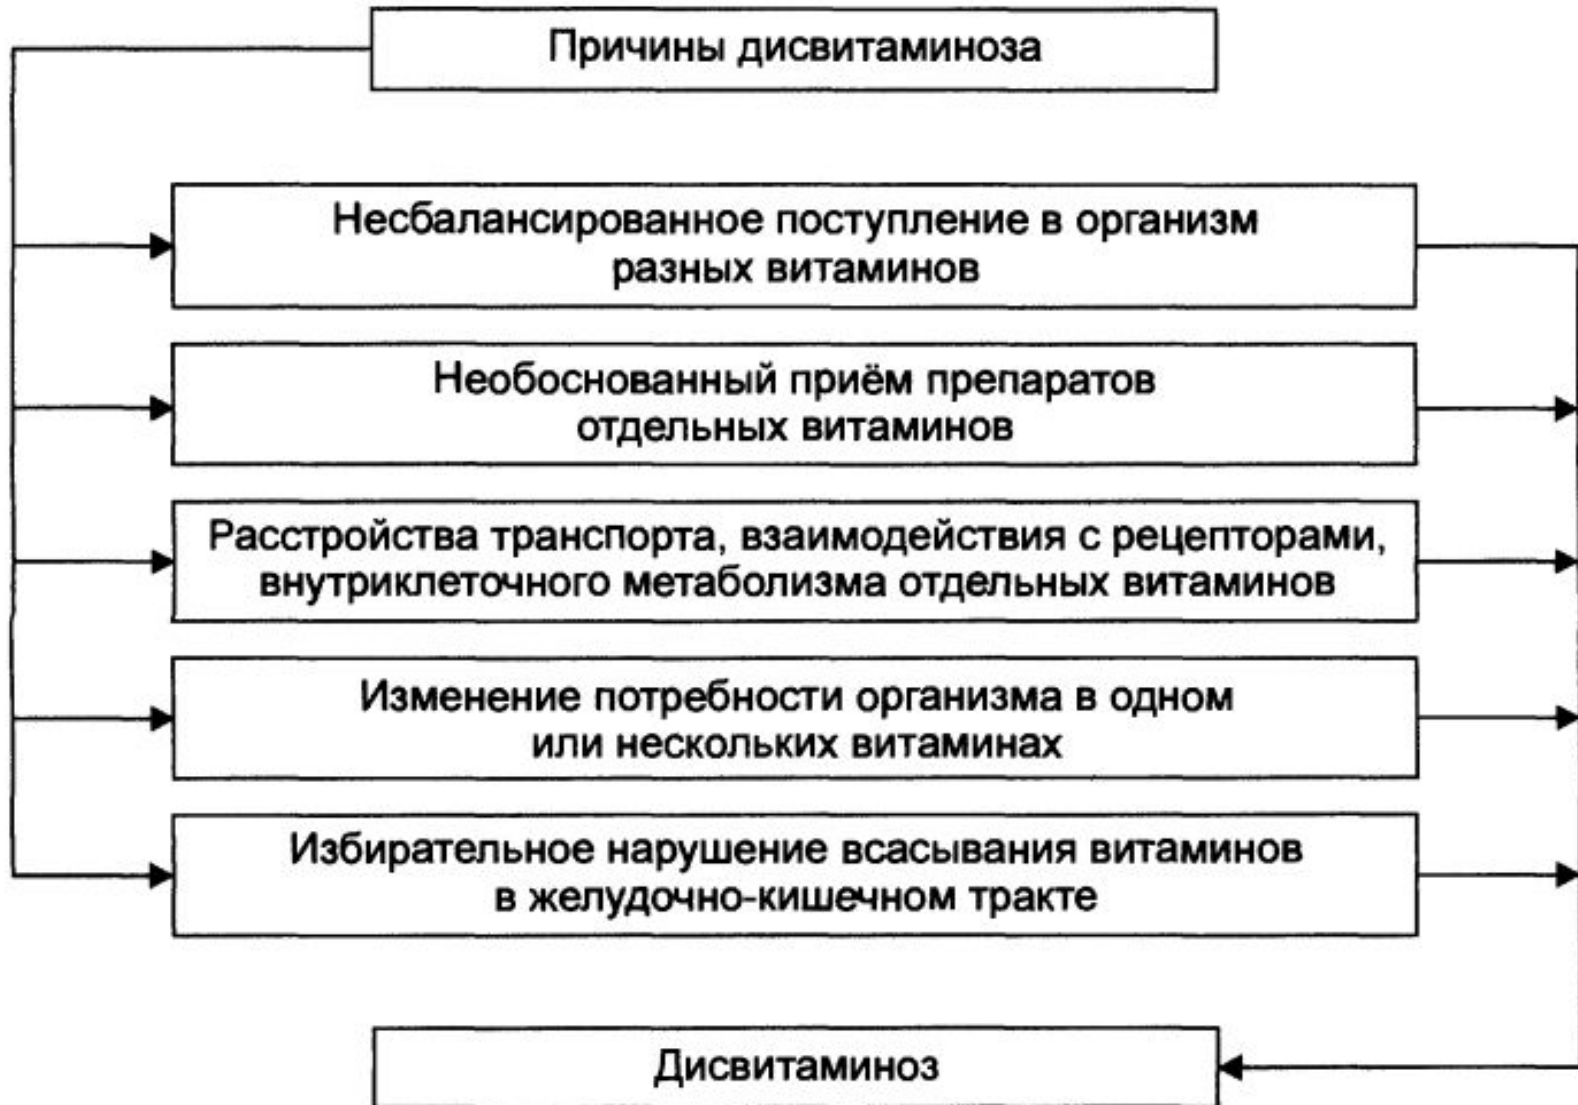 Причины дисвитаминоза
Несбалансированное поступление в организм
разных витаминов
Необоснованный приём препаратов
отдельных витаминов
Расстройства транспорта, взаимодействия с рецепторами,
внутриклеточного метаболизма отдельных витаминов
Изменение потребности организма в одном
или нескольких витаминах
Избирательное нарушение всасывания витаминов
в желудочно-кишечном тракте
Дисвитаминоз